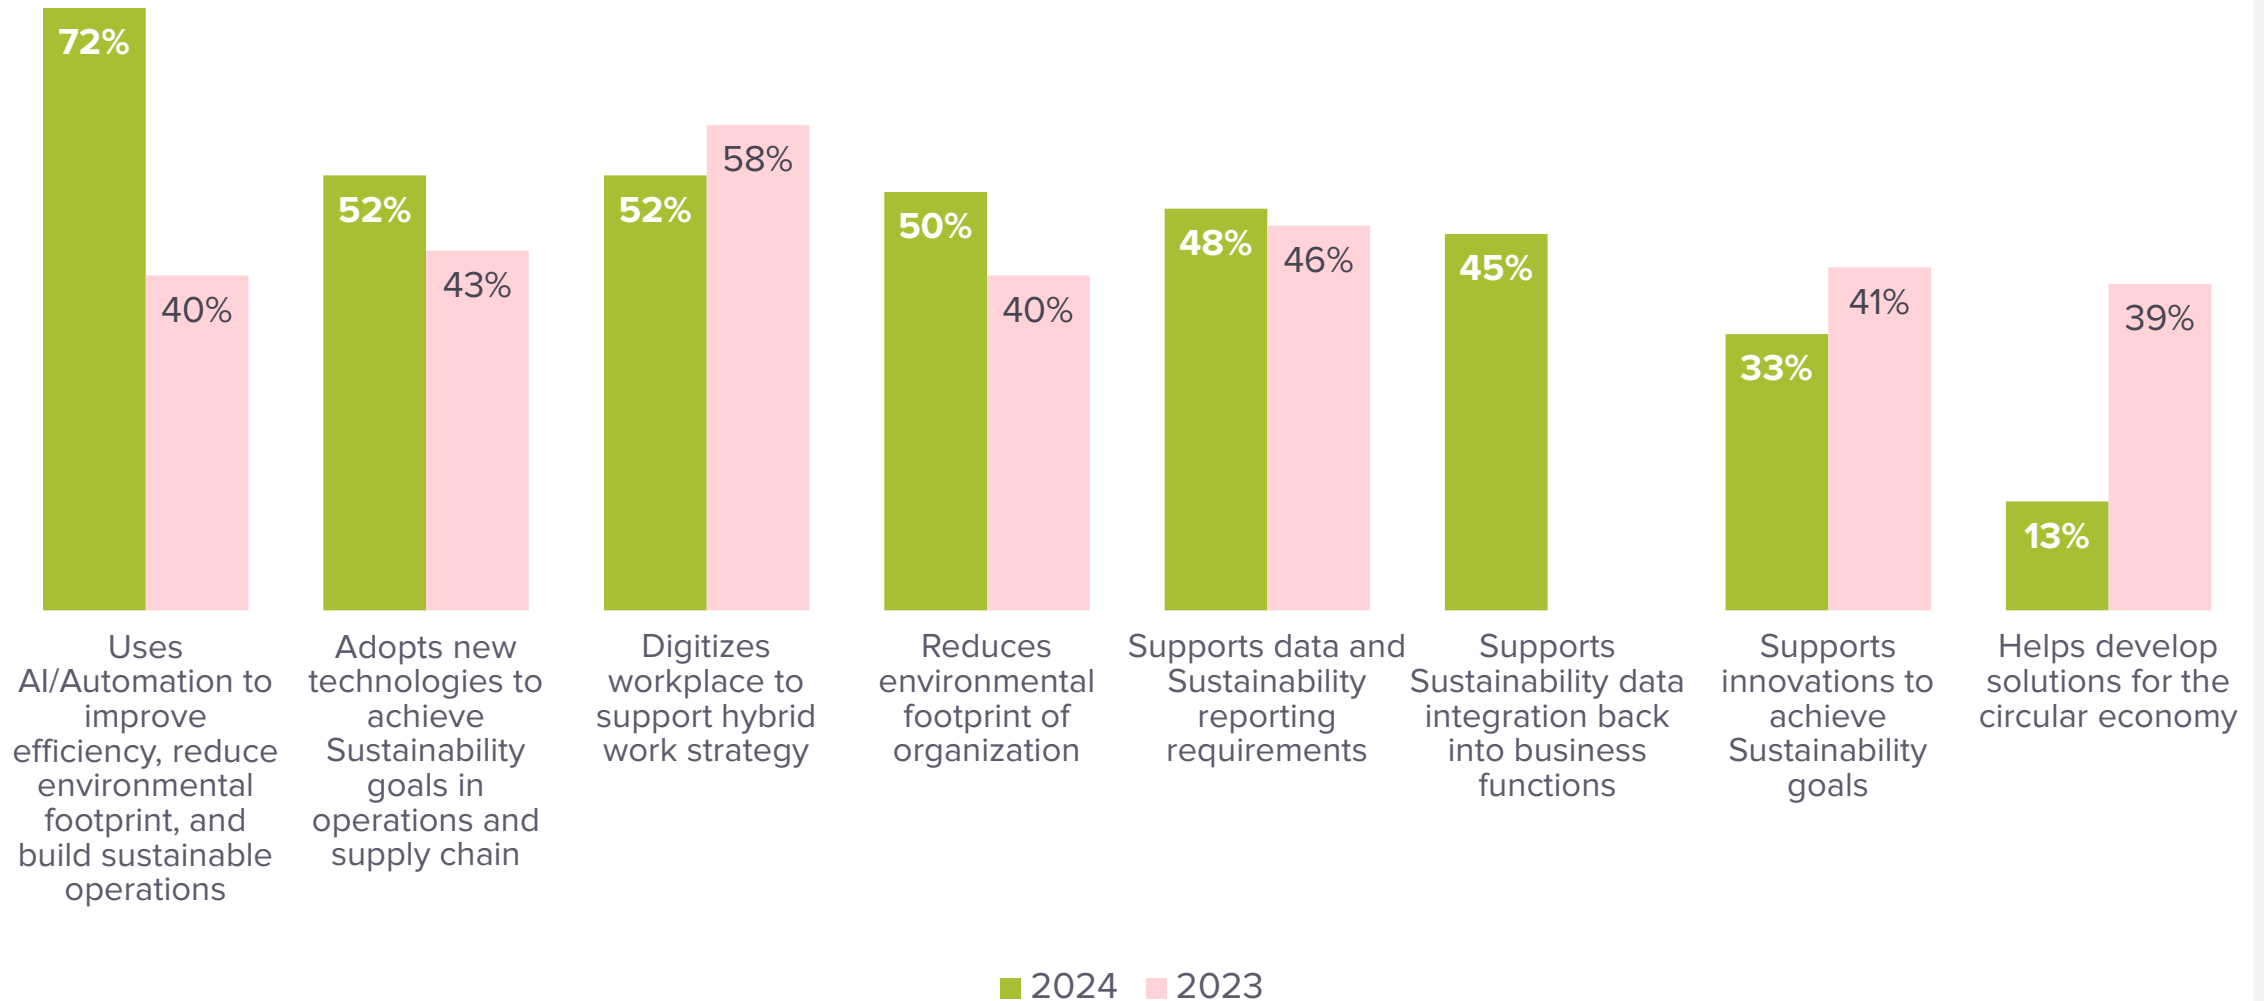 72%
40%
52%
43%
52%
58%
50%
40%
48%
46%
45%
33%
41%
13%
39%
Uses
AI/Automation to
improve
efficiency, reduce
environmental
footprint, and
build sustainable
operations
Adopts new
technologies to
achieve
Sustainability
goals in
operations and
supply chain
Digitizes
workplace to
support hybrid
work strategy
Reduces
environmental
footprint of
organization
Supports data and
Sustainability
reporting
requirements
Supports
Sustainability data
integration back
into business
functions
Supports
innovations to
achieve
Sustainability
goals
Helps develop
solutions for the
circular economy
2024 2023